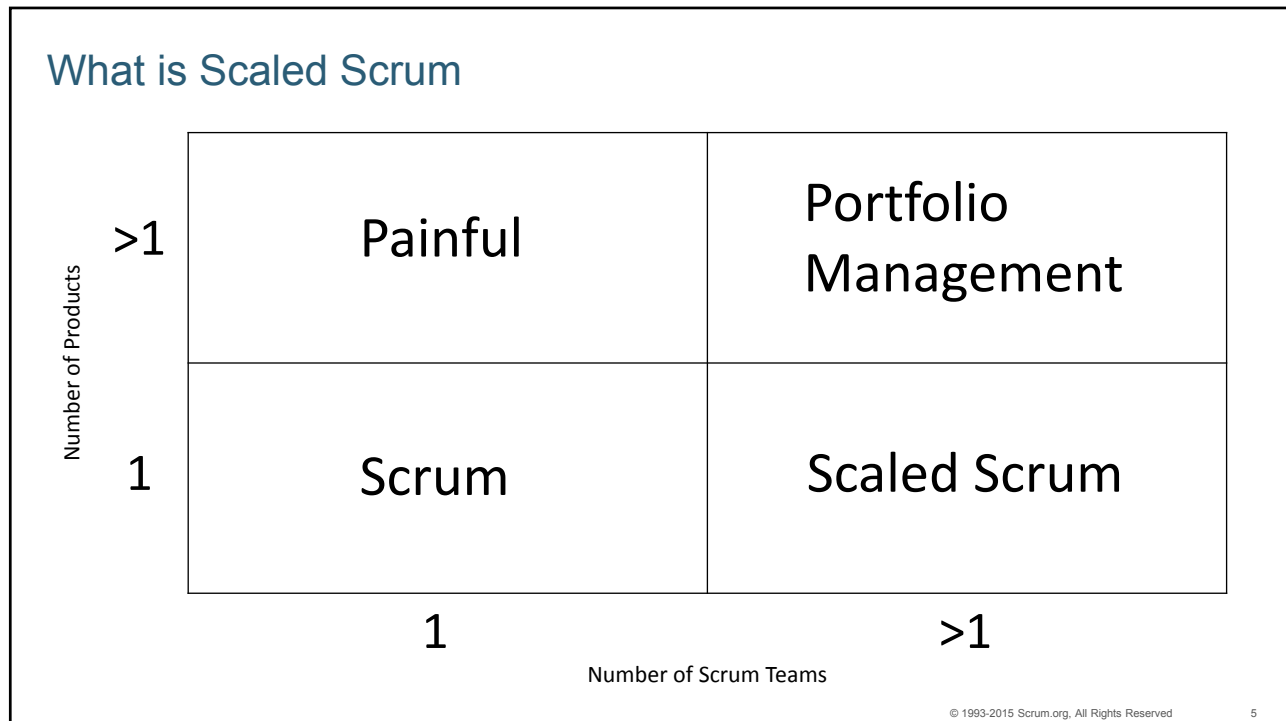 What is Scaled Scrum
>1
Painful
Portfolio
Management
Number of Products
1
Scrum
Scaled Scrum
1
>1
Number of Scrum Teams
© 1993-2015 Scrum.org, All Rights Reserved
5